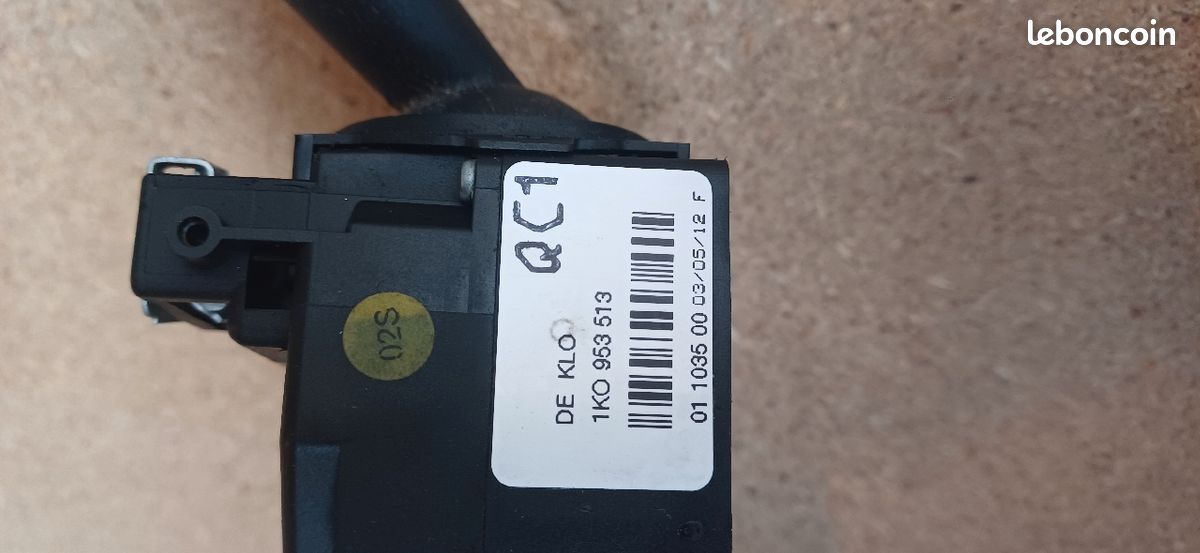 leboncoin
QC1
DE KLO
1KO 953 513
01 1035 00 03/05/12 F
02S